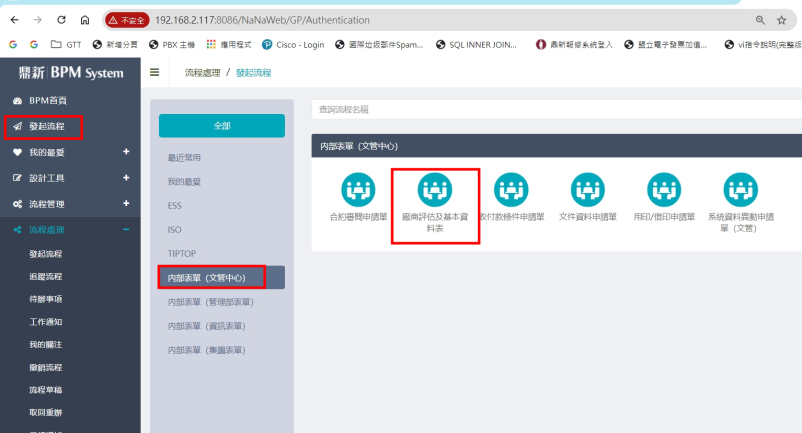 不安全 192.168.2.117:8086/NaNaWeb/GP/Authentication
GTT 新增分頁 PBX 主機 應用程式 Cisco - Login 國際垃圾郵件Spam... SQL INNER JOIN... 鼎新報修系統登入 盟立電子發票加值... vi指令說明(完整版
鼎新 BPM System
流程處理 / 發起流程
BPM首頁
發起流程
我的最愛
設計工具
流程管理
流程處理
發起流程
追蹤流程
待辦事項
工作通知
我的關注
撤銷流程
流程草稿
取回重辦
全部
最近常用
我的最愛
ESS
ISO
TIPTOP
內部表單（文管中心）
內部表單（管理部表單）
內部表單（資訊表單）
內部表單（集團表單）
查詢流程名稱
內部表單（文管中心）
合約審閱申請單
廠商評估及基本資
料表
收付款條件申請單
文件資料申請單
用印/借印申請單
系統資料異動申請
單（文管）